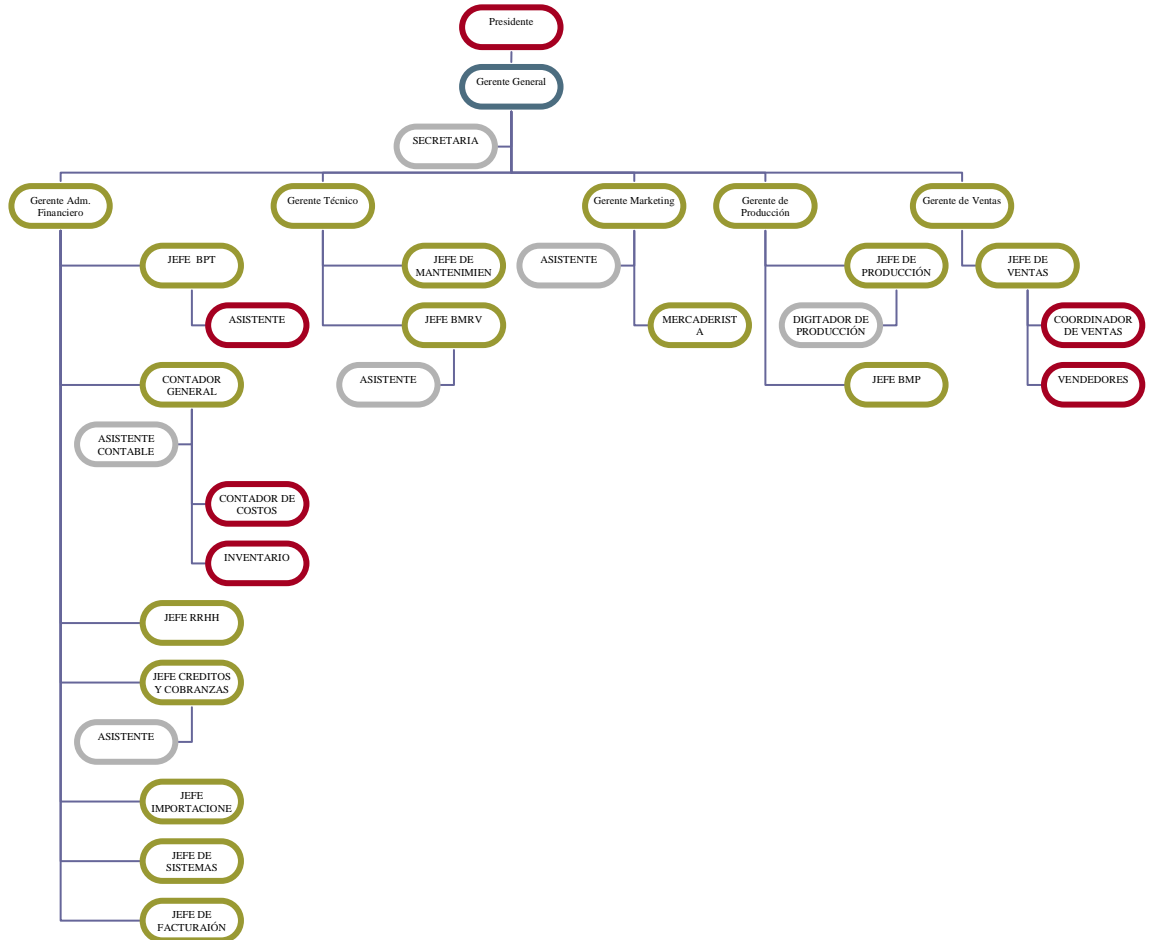 Presidente
Gerente General
SECRETARIA
Gerente Adm.
Financiero
Gerente Técnico
Gerente Marketing
Gerente de
Producción
Gerente de Ventas
JEFE BPT
ASISTENTE
CONTADOR
GENERAL
ASISTENTE
CONTABLE
CONTADOR DE
COSTOS
INVENTARIO
JEFE RRHH
JEFE CREDITOS
Y COBRANZAS
ASISTENTE
JEFE
IMPORTACIONE
JEFE DE
SISTEMAS
JEFE DE
FACTURAIÓN
JEFE DE
MANTENIMIEN
JEFE BMRV
ASISTENTE
ASISTENTE
MERCADERIST
A
JEFE DE
PRODUCCIÓN
DIGITADOR DE
PRODUCCIÓN
JEFE BMP
JEFE DE
VENTAS
COORDINADOR
DE VENTAS
VENDEDORES